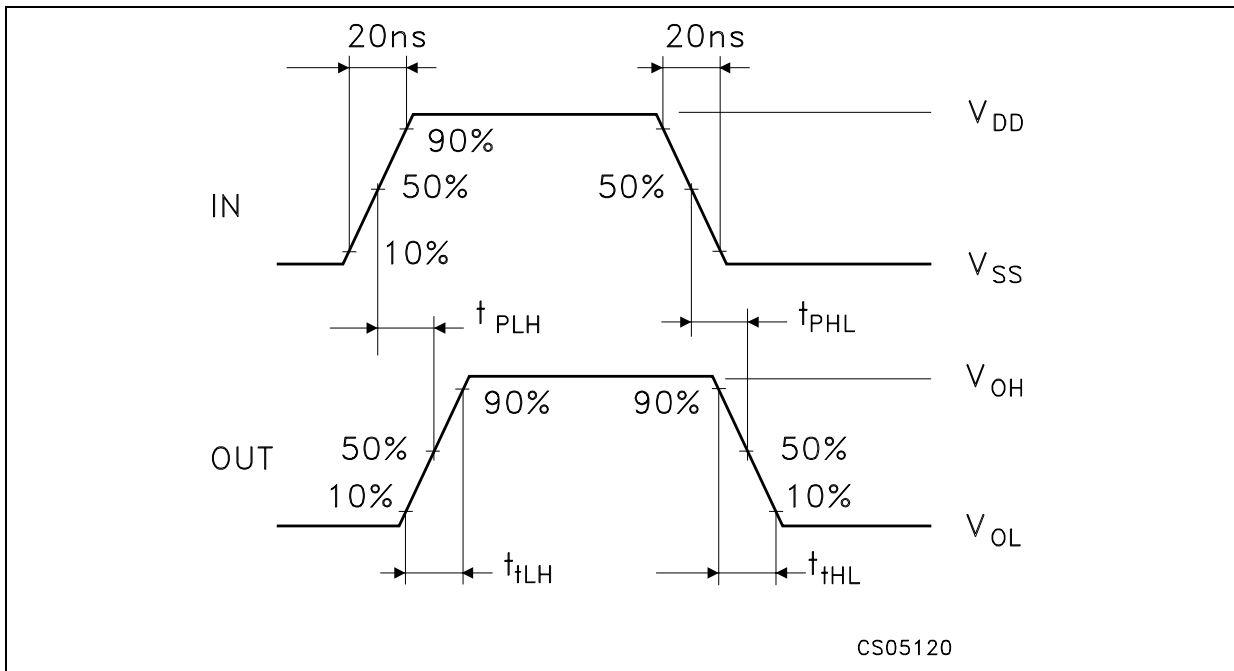 20ns 20ns
V_DD
90%
50% 50%
IN
10%
V_SS
t_PLH t_PHL
V_OH
90% 90%
50% 50%
OUT
10% 10%
V_OL
t_tLH t_tHL
CS05120